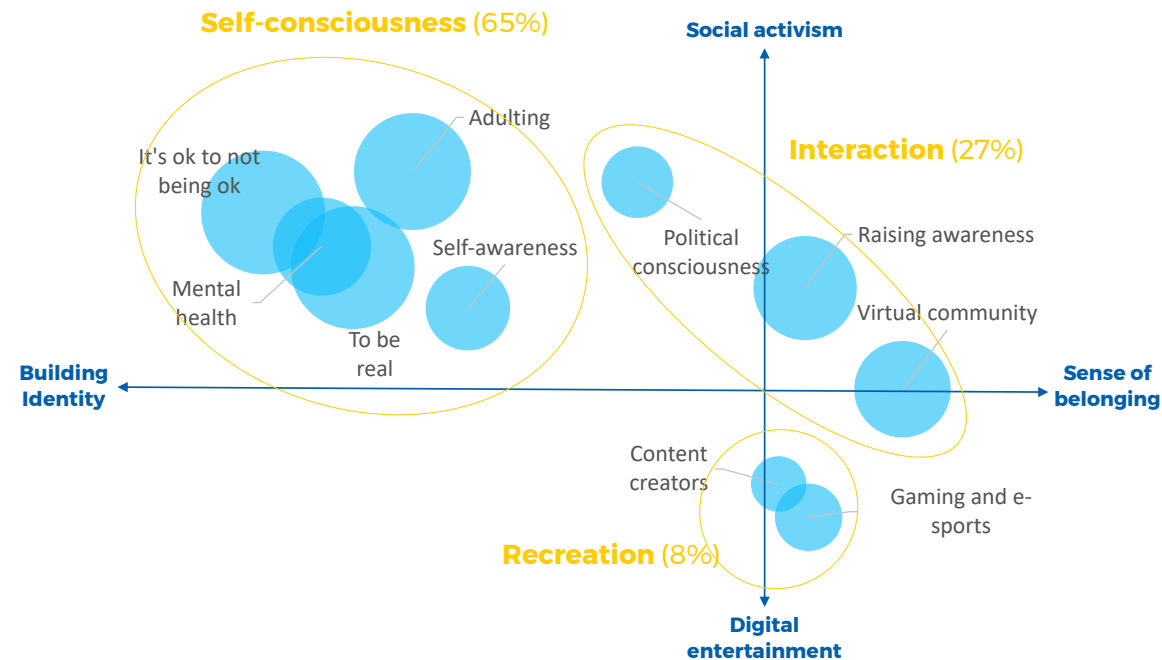 Self-consciousness (65%)
Social activism
Adulting
It's ok to not
being ok
Interaction (27%)
Self-awareness
Political
consciousness
Raising awareness
Mental
health
Virtual community
To be
real
Building
Identity
Sense of
belonging
Content
creators
Gaming and e-
sports
Recreation (8%)
Digital
entertainment